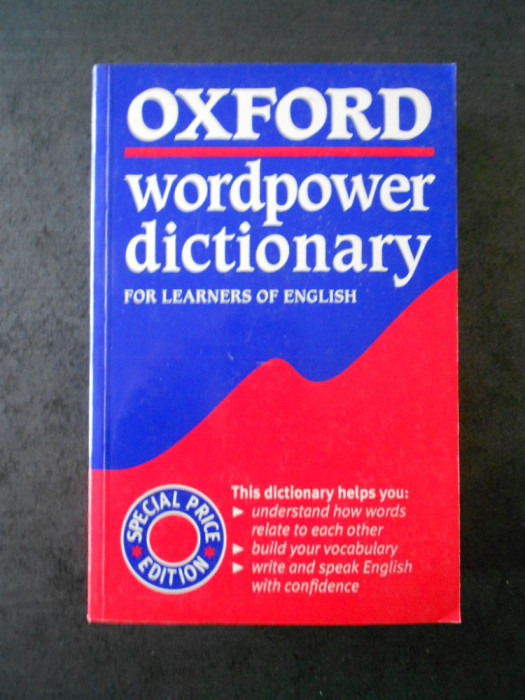 OXFORD
wordpower
dictionary
FOR LEARNERS OF ENGLISH
This dictionary helps you:
► understand how words
relate to each other
► build your vocabulary
► write and speak English
with confidence
SPECIAL PRICE
EDITION